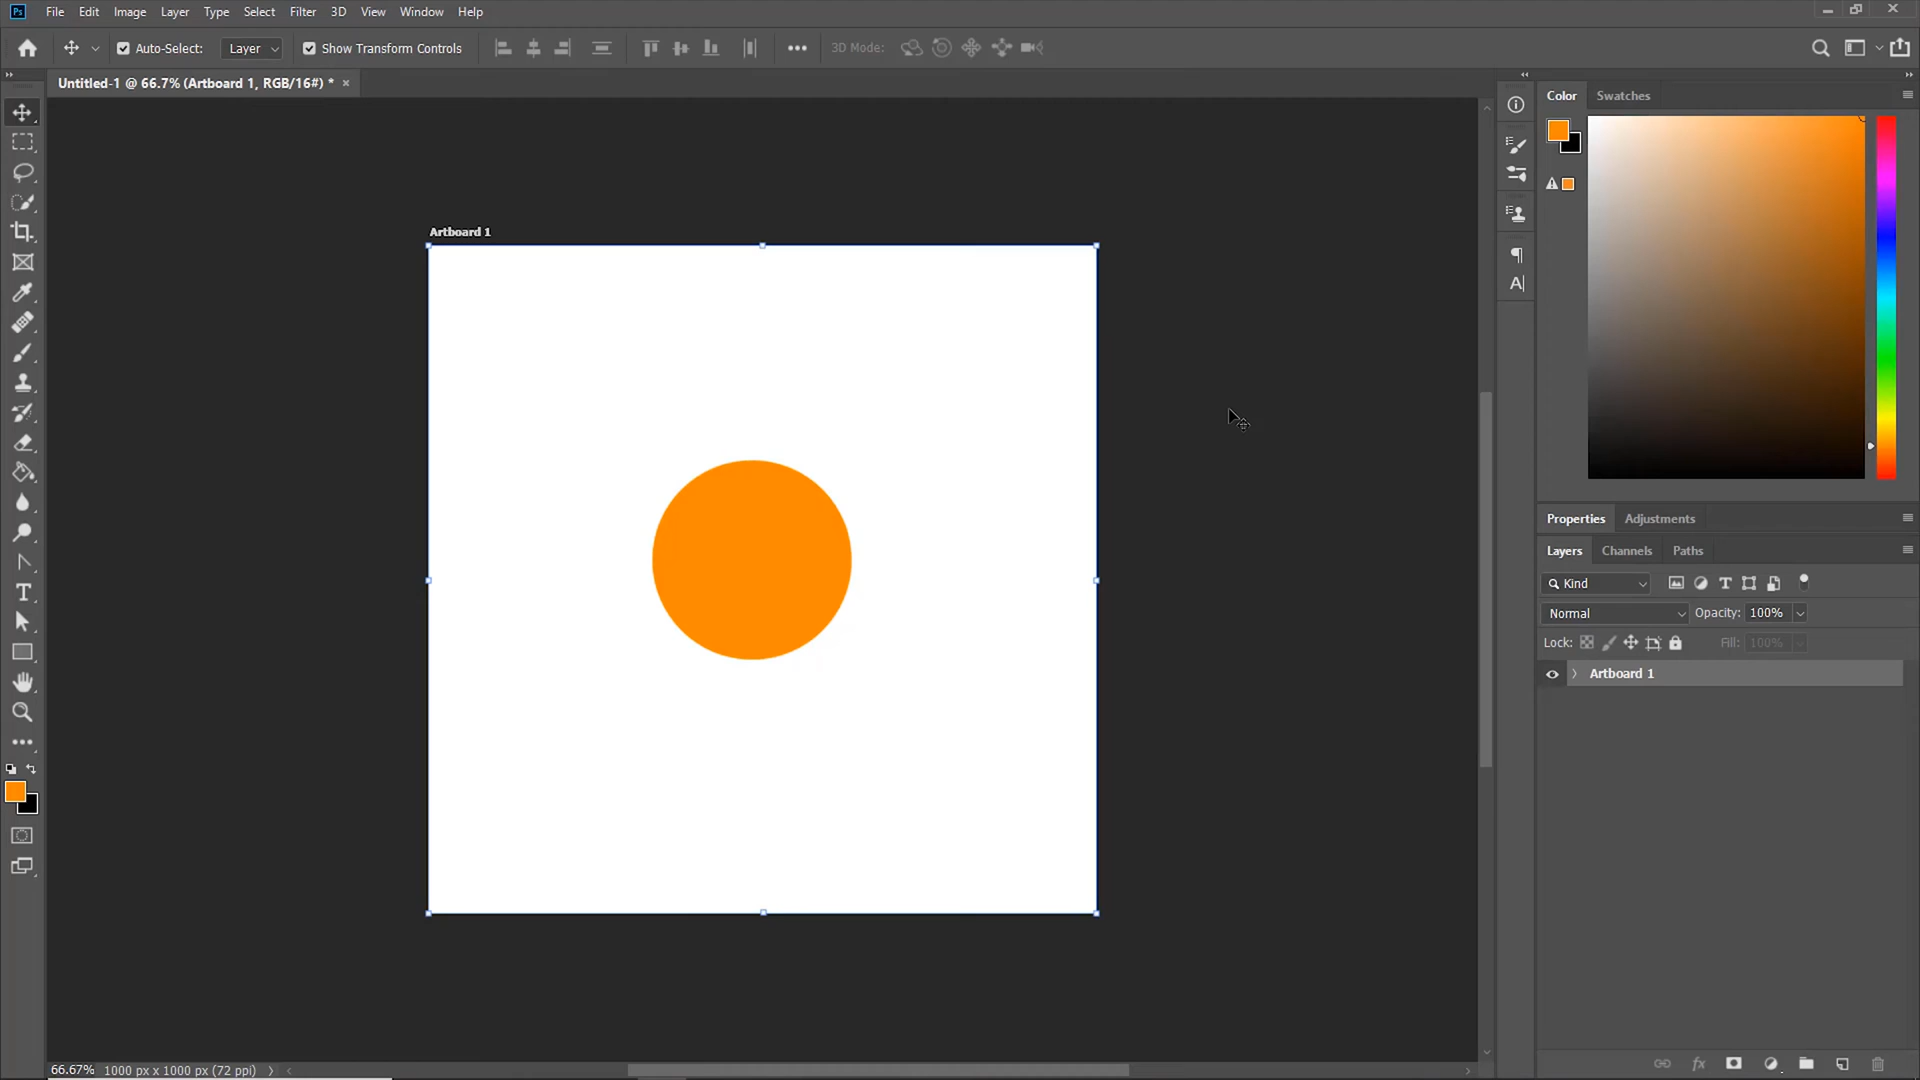 Ps File Edit Image Layer Type Select Filter 3D View Window Help
Auto-Select: Layer Show Transform Controls 3D Mode:
Untitled-1 @ 66.7% (Artboard 1, RGB/16#) * ×
Color Swatches
Artboard 1
Properties Adjustments
Layers Channels Paths
Kind
Normal Opacity: 100%
Lock: Fill: 100%
Artboard 1
66.67% 1000 px x 1000 px (72 ppi)